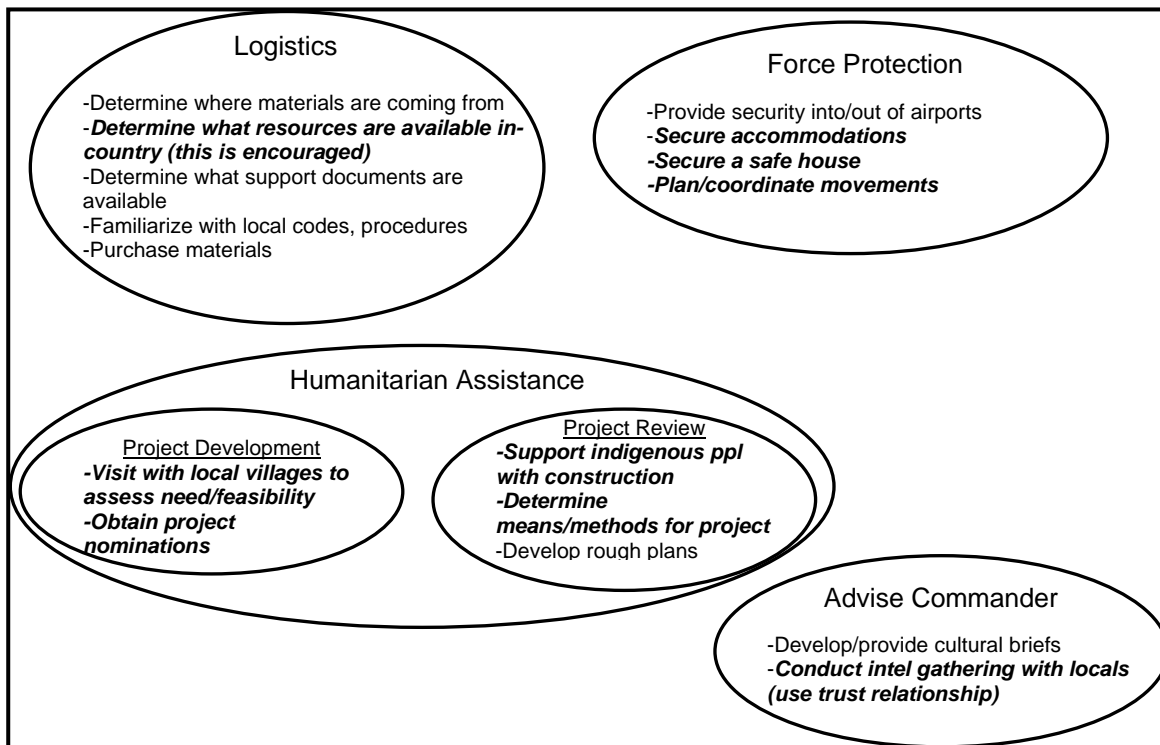 Logistics
-Determine where materials are coming from
-Determine what resources are available in-
country (this is encouraged)
-Determine what support documents are
available
-Familiarize with local codes, procedures
-Purchase materials
Force Protection
-Provide security into/out of airports
-Secure accommodations
-Secure a safe house
-Plan/coordinate movements
Humanitarian Assistance
Project Development
-Visit with local villages to
assess need/feasibility
-Obtain project
nominations
Project Review
-Support indigenous ppl
with construction
-Determine
means/methods for project
-Develop rough plans
Advise Commander
-Develop/provide cultural briefs
-Conduct intel gathering with locals
(use trust relationship)